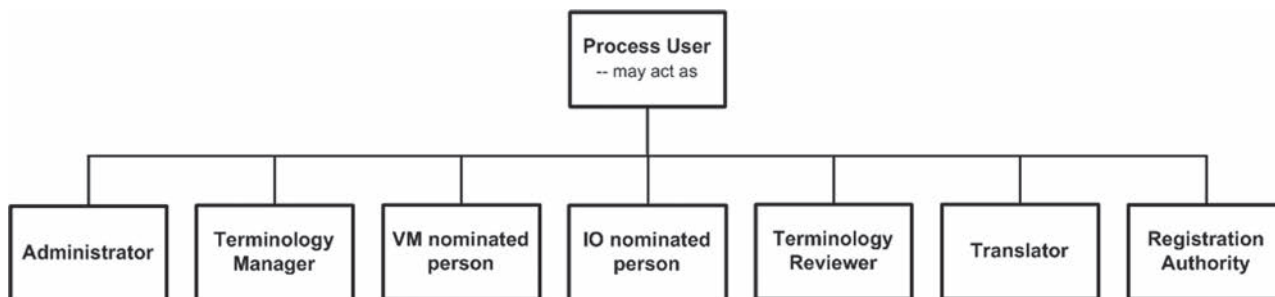 Process User
-- may act as
Administrator
Terminology
Manager
VM nominated
person
IO nominated
person
Terminology
Reviewer
Translator
Registration
Authority